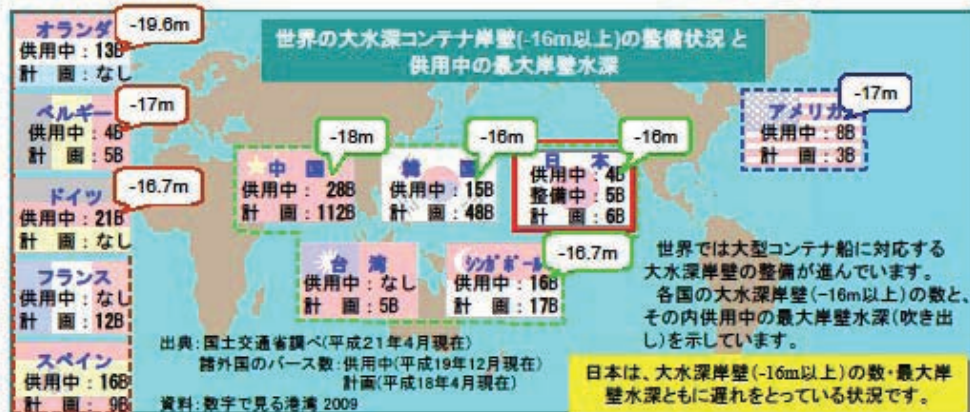 世界の大水深コンテナ岸壁(-16m以上)の整備状況 と
供用中の最大岸壁水深
オランダ
-19.6m
供用中：13B
計　画：なし
ベルギー
-17m
供用中：4B
計　画：5B
ドイツ
-16.7m
供用中：21B
計　画：なし
フランス
供用中：なし
計　画：12B
スペイン
供用中：16B
計　画：9B
中　国
-18m
供用中：28B
計　画：112B
韓　国
-16m
供用中：15B
計　画：48B
日　本
-16m
供用中：4B
整備中：5B
計　画：6B
アメリカ
-17m
供用中：8B
計　画：3B
台　湾
供用中：なし
計　画：5B
シンガポール
-16.7m
供用中：16B
計　画：17B
世界では大型コンテナ船に対応する
大水深岸壁の整備が進んでいます。
各国の大水深岸壁(-16m以上)の数と、
その内供用中の最大岸壁水深(吹き出
し)を示しています。
出典：国土交通省調べ(平成21年4月現在)
諸外国のバース数：供用中(平成19年12月現在)
計画(平成18年4月現在)
資料：数字で見る港湾 2009
日本は、大水深岸壁(-16m以上)の数・最大岸
壁水深ともに遅れをとっている状況です。